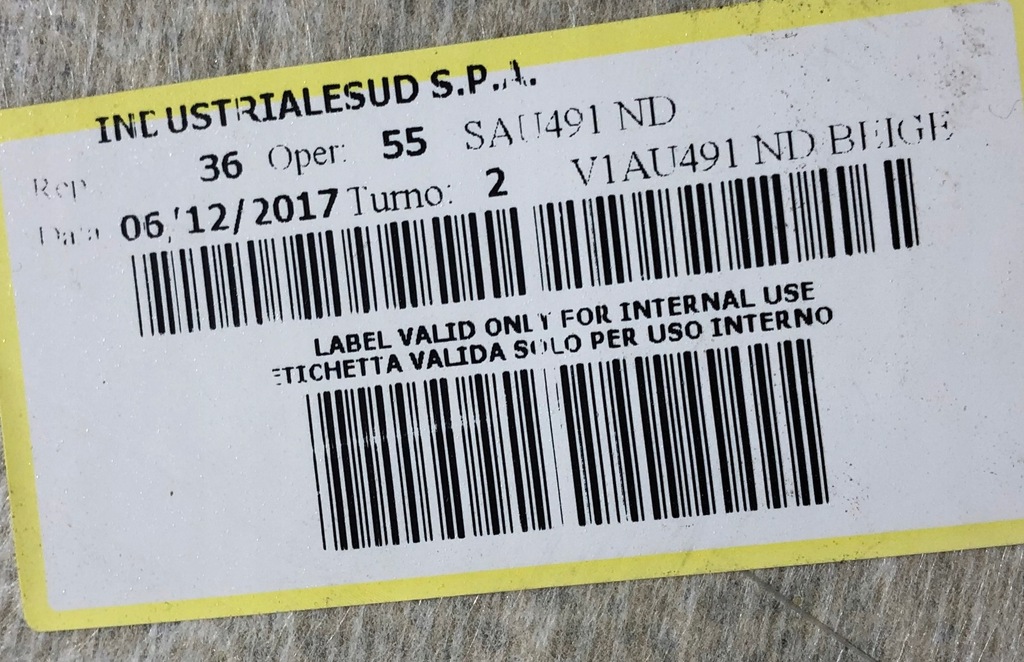 INDUSTRIALESUD S.P.A.
Rep: 36 Oper: 55 SAU491 ND
Data: 06/12/2017 Turno: 2 V1AU491 ND BEIGE
LABEL VALID ONLY FOR INTERNAL USE
ETICHETTA VALIDA SOLO PER USO INTERNO